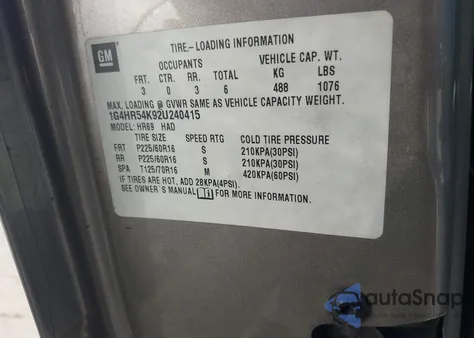 GM
TIRE-LOADING INFORMATION
OCCUPANTS VEHICLE CAP. WT.
FRT. CTR. RR. TOTAL KG LBS
3 0 3 6 488 1076
MAX. LOADING @ GVWR SAME AS VEHICLE CAPACITY WEIGHT.
1G4HR54K92U240415
MODEL: HR69 HAD
TIRE SIZE SPEED RTG COLD TIRE PRESSURE
FRT P225/60R16 S 210KPA(30PSI)
RR P225/60R16 S 210KPA(30PSI)
SPA T125/70R16 M 420KPA(60PSI)
IF TIRES ARE HOT, ADD 28KPA(4PSI).
SEE OWNER'S MANUAL FOR MORE INFORMATION.
autaSnap